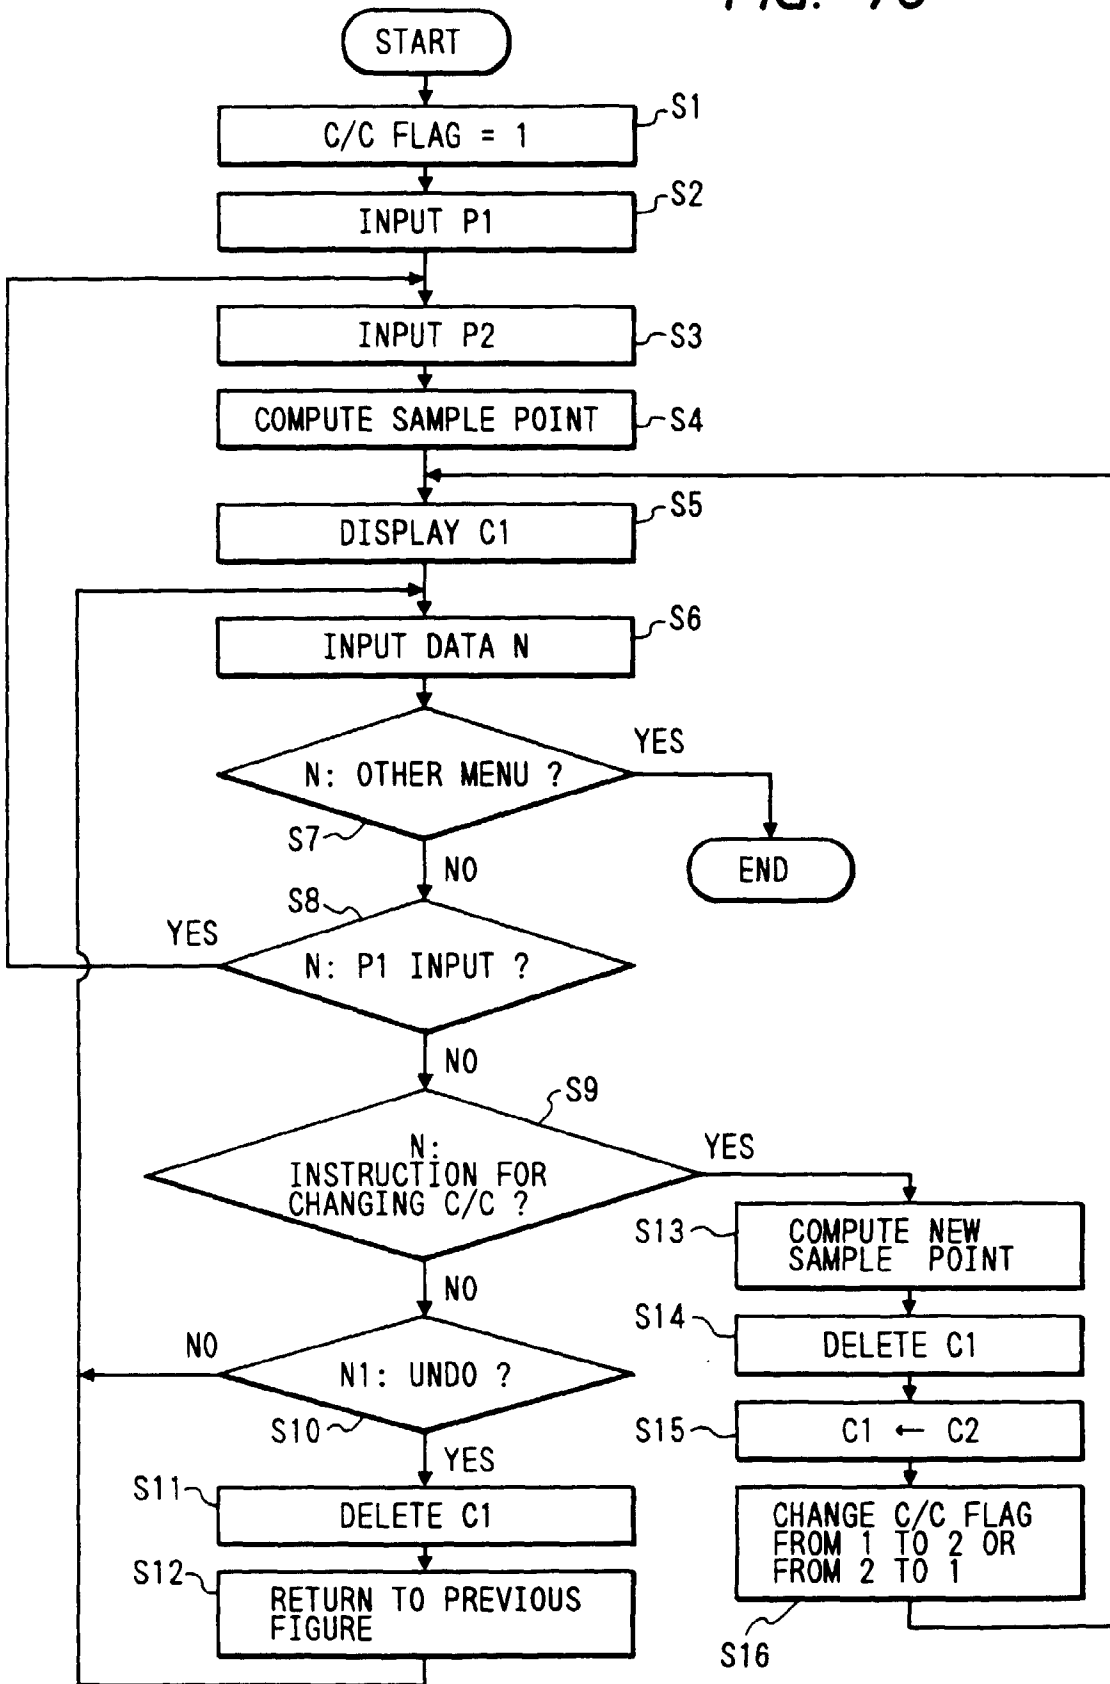 START
C/C FLAG = 1
S1
INPUT P1
S2
INPUT P2
S3
COMPUTE SAMPLE POINT
S4
DISPLAY C1
S5
INPUT DATA N
S6
N: OTHER MENU ?
S7
YES
NO
END
S8
N: P1 INPUT ?
YES
NO
S9
N:
INSTRUCTION FOR
CHANGING C/C ?
YES
NO
N1: UNDO ?
S10
NO
YES
S11
DELETE C1
S12
RETURN TO PREVIOUS
FIGURE
S13
COMPUTE NEW
SAMPLE POINT
S14
DELETE C1
S15
C1 ← C2
CHANGE C/C FLAG
FROM 1 TO 2 OR
FROM 2 TO 1
S16